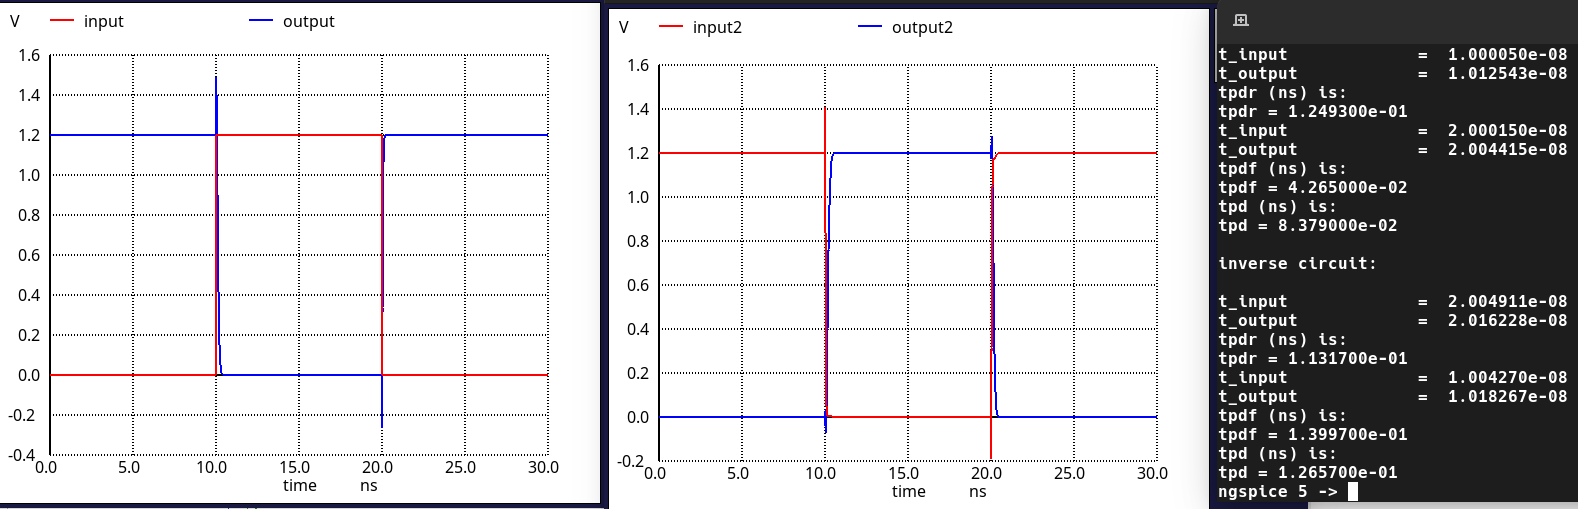 V input output
1.6
1.4
1.2
1.0
0.8
0.6
0.4
0.2
0.0
-0.2
-0.4
0.0 5.0 10.0 15.0 20.0 25.0 30.0
time ns
V input2 output2
1.6
1.4
1.2
1.0
0.8
0.6
0.4
0.2
0.0
-0.2
0.0 5.0 10.0 15.0 20.0 25.0 30.0
time ns
t_input = 1.000050e-08
t_output = 1.012543e-08
tpdr (ns) is:
tpdr = 1.249300e-01
t_input = 2.000150e-08
t_output = 2.004415e-08
tpdf (ns) is:
tpdf = 4.265000e-02
tpd (ns) is:
tpd = 8.379000e-02
inverse circuit:
t_input = 2.004911e-08
t_output = 2.016228e-08
tpdr (ns) is:
tpdr = 1.131700e-01
t_input = 1.004270e-08
t_output = 1.018267e-08
tpdf (ns) is:
tpdf = 1.399700e-01
tpd (ns) is:
tpd = 1.265700e-01
ngspice 5 ->